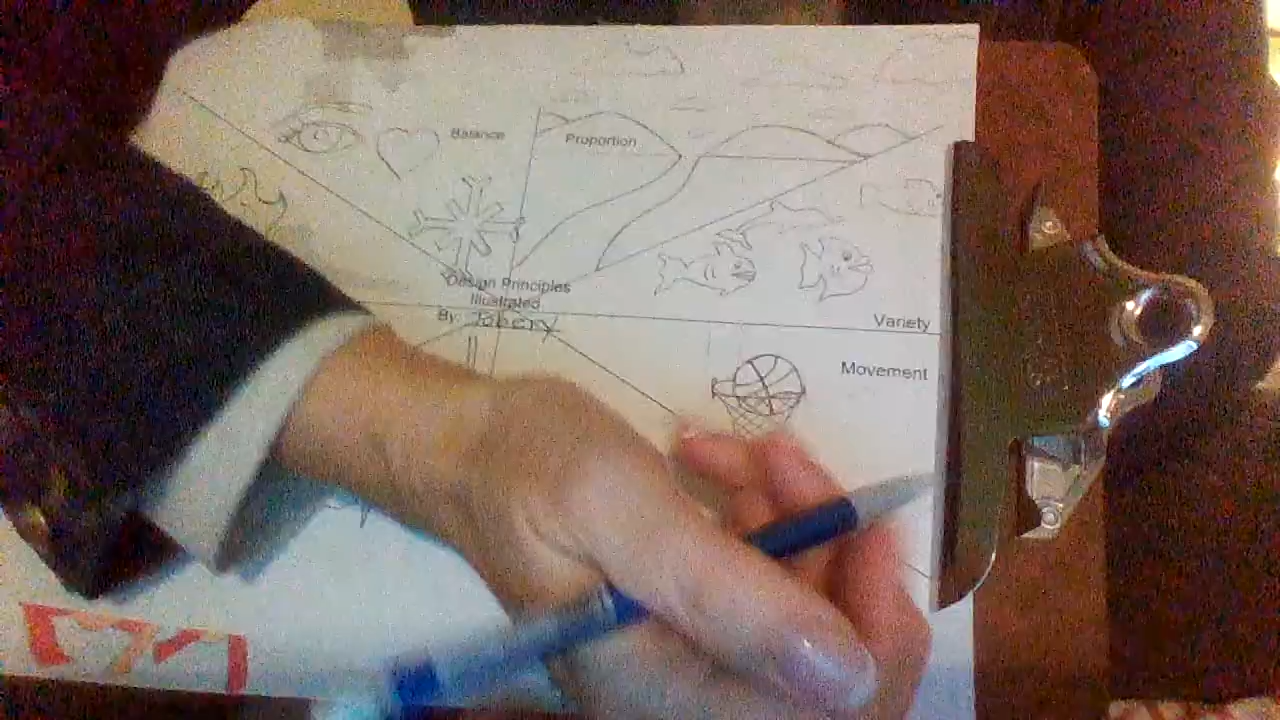 Balance
Proportion
Design Principles
Illustrated
By:
Variety
Movement